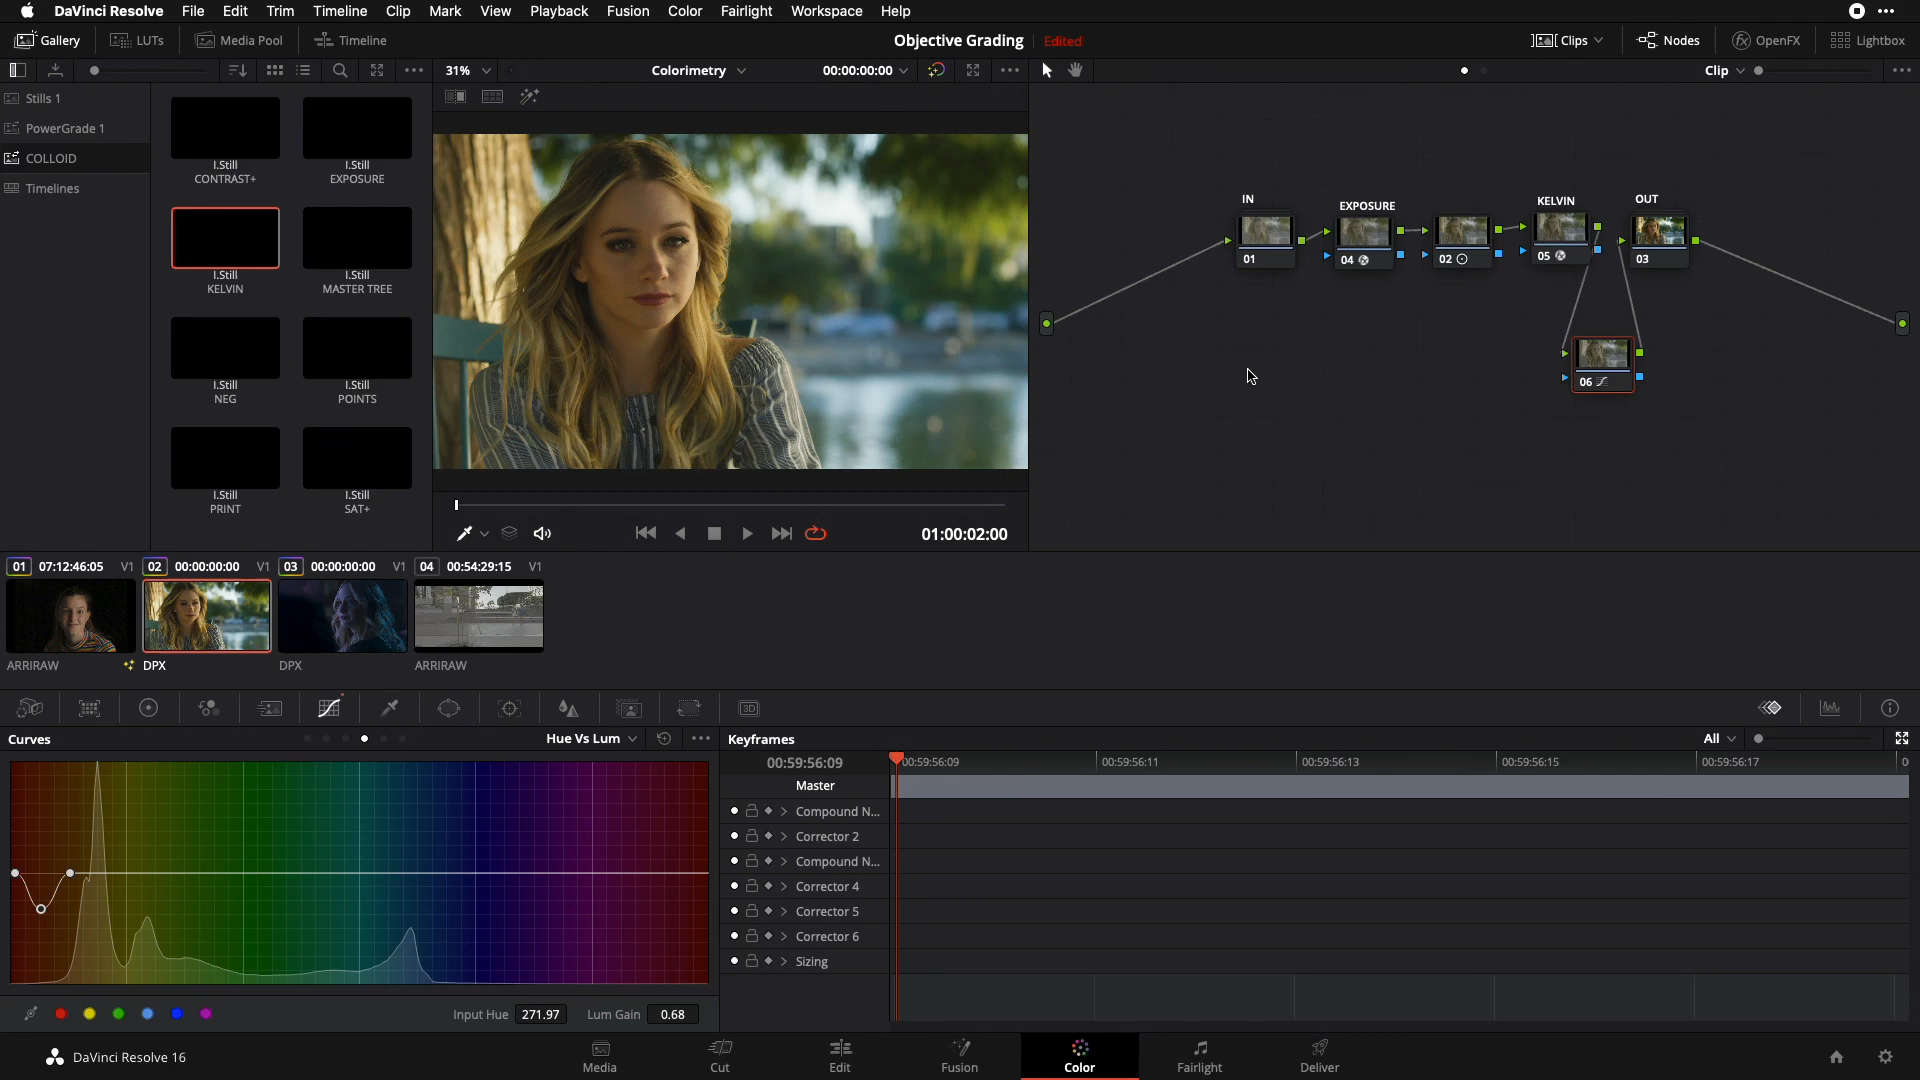 DaVinci Resolve File Edit Trim Timeline Clip Mark View Playback Fusion Color Fairlight Workspace Help
Gallery LUTs Media Pool Timeline Objective Grading Edited Clips Nodes OpenFX Lightbox
31% Colorimetry 00:00:00:00 Clip
Stills 1
PowerGrade 1
COLLOID
Timelines
I.Still I.Still
CONTRAST+ EXPOSURE
I.Still I.Still
KELVIN MASTER TREE
I.Still I.Still
NEG POINTS
I.Still I.Still
PRINT SAT+
IN EXPOSURE KELVIN OUT
01 04 02 05 03
06
01:00:02:00
01 07:12:46:05 V1 02 00:00:00:00 V1 03 00:00:00:00 V1 04 00:54:29:15 V1
ARRIRAW DPX DPX ARRIRAW
Curves Hue Vs Lum
Input Hue 271.97 Lum Gain 0.68
Keyframes All
00:59:56:09 00:59:56:09 00:59:56:11 00:59:56:13 00:59:56:15 00:59:56:17 0
Master
Compound N...
Corrector 2
Compound N...
Corrector 4
Corrector 5
Corrector 6
Sizing
DaVinci Resolve 16 Media Cut Edit Fusion Color Fairlight Deliver